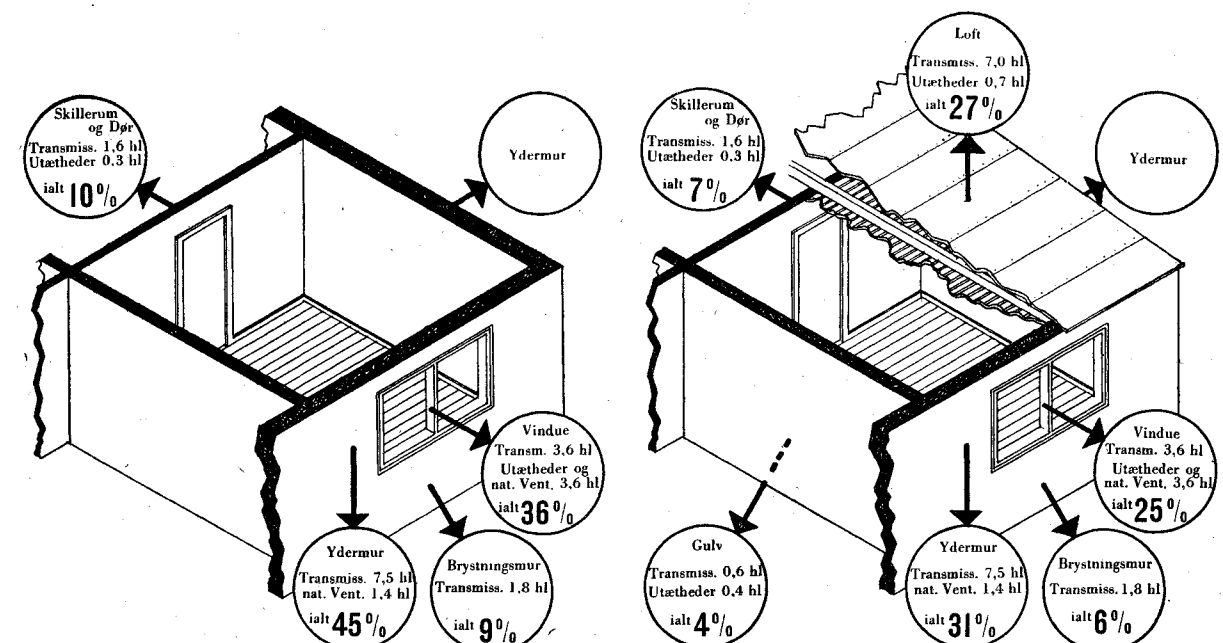 Skillerum
og Dør
Transmiss. 1,6 hl
Utætheder 0,3 hl
ialt 10%
Ydermur
Vindue
Transm. 3,6 hl
Utætheder og
nat. Vent. 3,6 hl
ialt 36%
Ydermur
Transmiss. 7,5 hl
nat. Vent. 1,4 hl
ialt 45%
Brystningsmur
Transmiss. 1,8 hl
ialt 9%
Loft
Transmiss. 7,0 hl
Utætheder 0,7 hl
ialt 27%
Skillerum
og Dør
Transmiss. 1,6 hl
Utætheder 0,3 hl
ialt 7%
Ydermur
Vindue
Transm. 3,6 hl
Utætheder og
nat. Vent. 3,6 hl
ialt 25%
Gulv
Transmiss. 0,6 hl
Utætheder 0,4 hl
ialt 4%
Ydermur
Transmiss. 7,5 hl
nat. Vent. 1,4 hl
ialt 31%
Brystningsmur
Transmiss. 1,8 hl
ialt 6%